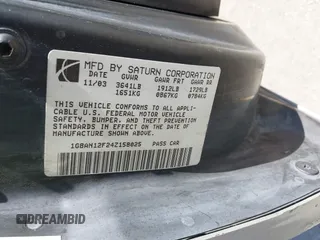 MFD BY SATURN CORPORATION
DATE GVWR GAWR FRT GAWR RR
11/03 3641LB 1912LB 1729LB
1651KG 0867KG 0784KG
THIS VEHICLE CONFORMS TO ALL APPLI-
CABLE U.S. FEDERAL MOTOR VEHICLE
SAFETY, BUMPER, AND THEFT PREVENTION
STANDARDS IN EFFECT ON THE DATE OF
MANUFACTURE SHOWN ABOVE.
1G8AN12F24Z158025 PASS CAR
DREAMBID